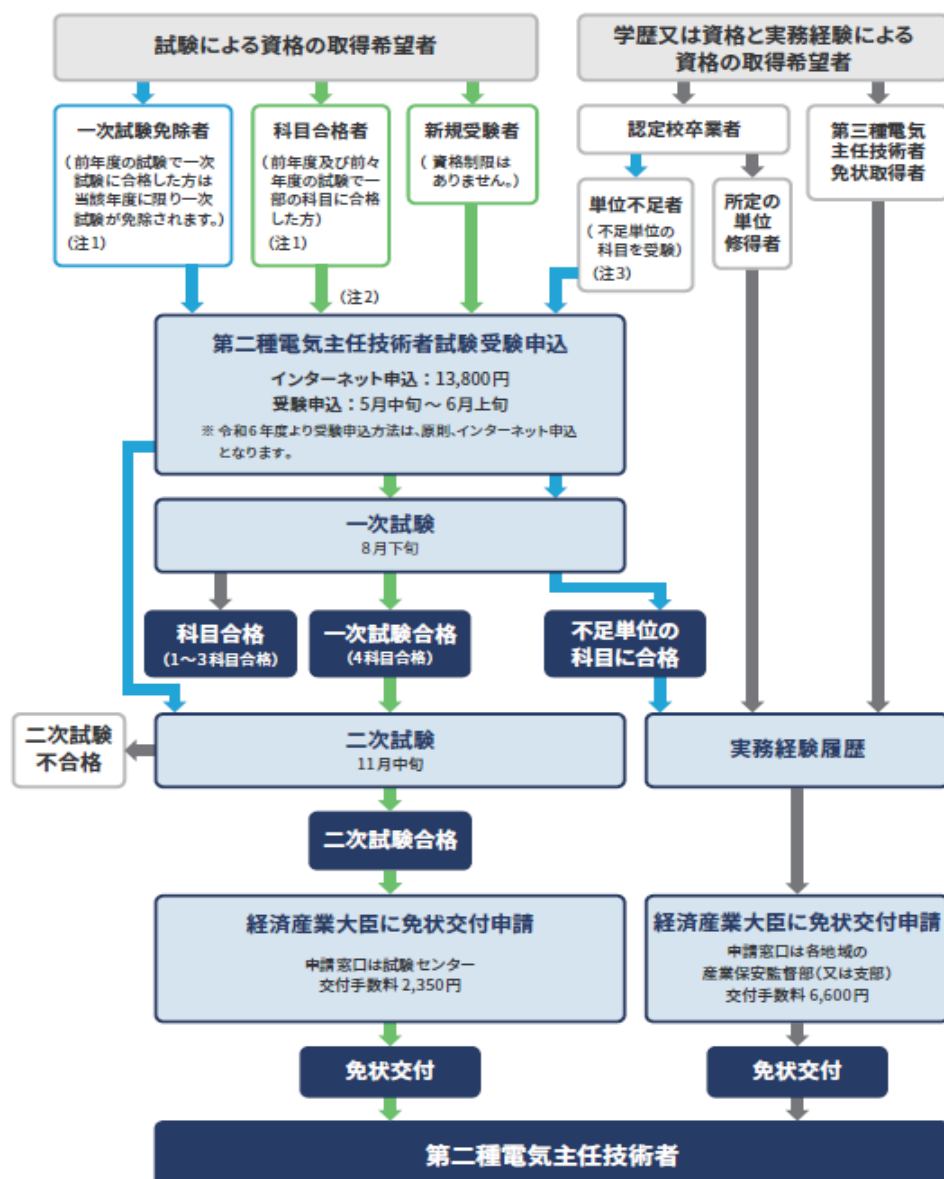 試験による資格の取得希望者
学歴又は資格と実務経験による
資格の取得希望者
一次試験免除者
(前年度の試験で一次
試験に合格した方は
当該年度に限り一次
試験が免除されます。)
(注1)
科目合格者
(前年度及び前々
年度の試験で一
部の科目に合格
した方)
(注1)
新規受験者
(資格制限は
ありません。)
認定校卒業者
単位不足者
(不足単位の
科目を受験)
(注3)
所定の
単位
修得者
第三種電気
主任技術者
免状取得者
(注2)
第二種電気主任技術者試験受験申込
インターネット申込：13,800円
受験申込：5月中旬～6月上旬
※ 令和6年度より受験申込方法は、原則、インターネット申込
となります。
一次試験
8月下旬
科目合格
(1～3科目合格)
一次試験合格
(4科目合格)
不足単位の
科目に合格
二次試験
不合格
二次試験
11月中旬
実務経験履歴
二次試験合格
経済産業大臣に免状交付申請
申請窓口は試験センター
交付手数料 2,350円
経済産業大臣に免状交付申請
申請窓口は各地域の
産業保安監督部(又は支部)
交付手数料 6,600円
免状交付
免状交付
第二種電気主任技術者